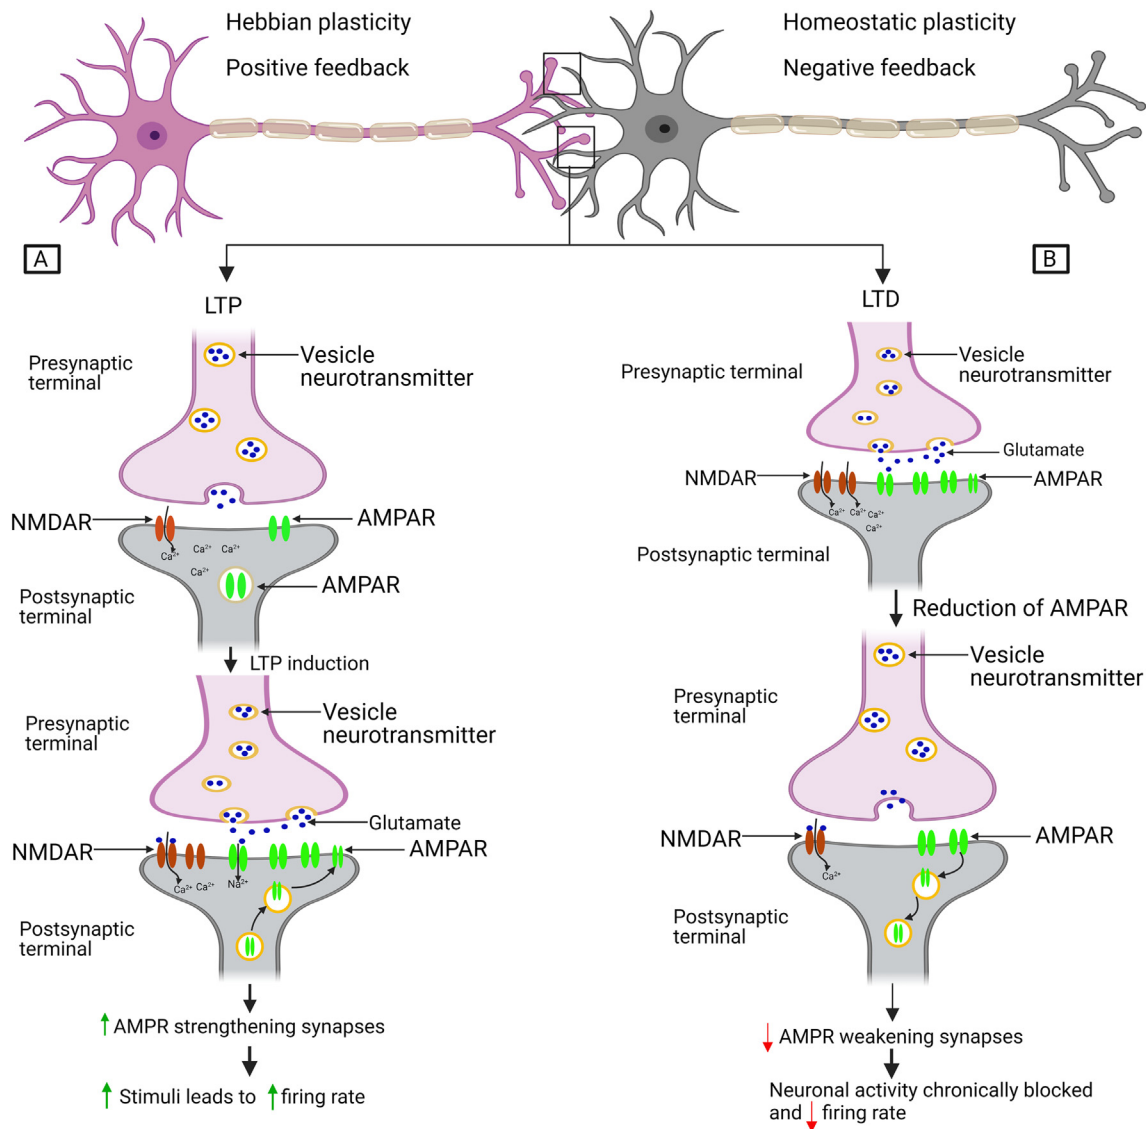 Hebbian plasticity
Positive feedback
Homeostatic plasticity
Negative feedback
A
LTP
Presynaptic
terminal
Vesicle
neurotransmitter
NMDAR
AMPAR
Ca²⁺
Ca²⁺
Ca²⁺
Ca²⁺
AMPAR
Postsynaptic
terminal
LTP induction
Presynaptic
terminal
Vesicle
neurotransmitter
Glutamate
NMDAR
AMPAR
Ca²⁺
Ca²⁺
Na²⁺
Postsynaptic
terminal
AMPR strengthening synapses
Stimuli leads to firing rate
B
LTD
Presynaptic terminal
Vesicle
neurotransmitter
Glutamate
NMDAR
AMPAR
Ca²⁺
Ca²⁺
Ca²⁺
Ca²⁺
Postsynaptic terminal
Reduction of AMPAR
Vesicle
neurotransmitter
Presynaptic
terminal
NMDAR
AMPAR
Ca²⁺
Postsynaptic
terminal
AMPR weakening synapses
Neuronal activity chronically blocked
and firing rate